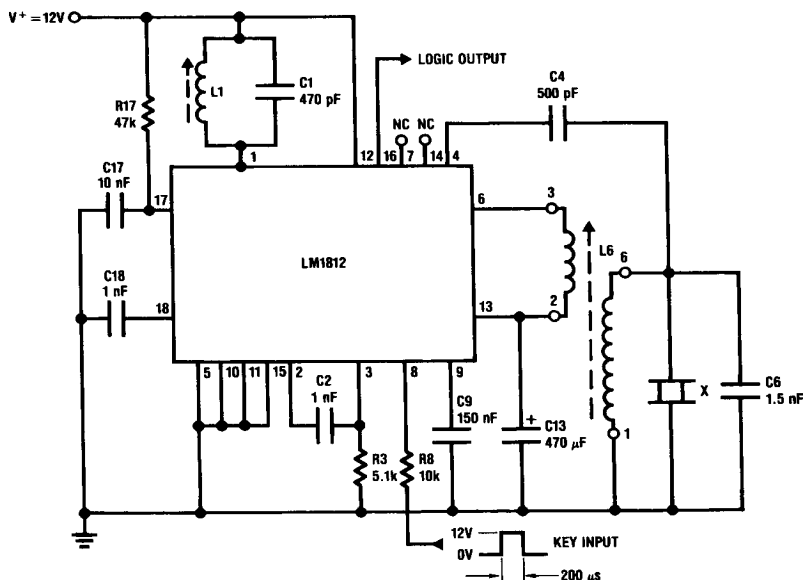 V+ = 12V
LOGIC OUTPUT
R17
47k
L1
C1
470 pF
C4
500 pF
NC NC
12 16 7 14 4
1
C17
10 nF
17
6
3
LM1812
L6
C18
1 nF
18
13
2
6
5 10 11 15 2 3 8 9
C2
1 nF
C9
150 nF
+
C13
470 μF
1
X
C6
1.5 nF
R3
5.1k
R8
10k
12V
0V
KEY INPUT
200 μs